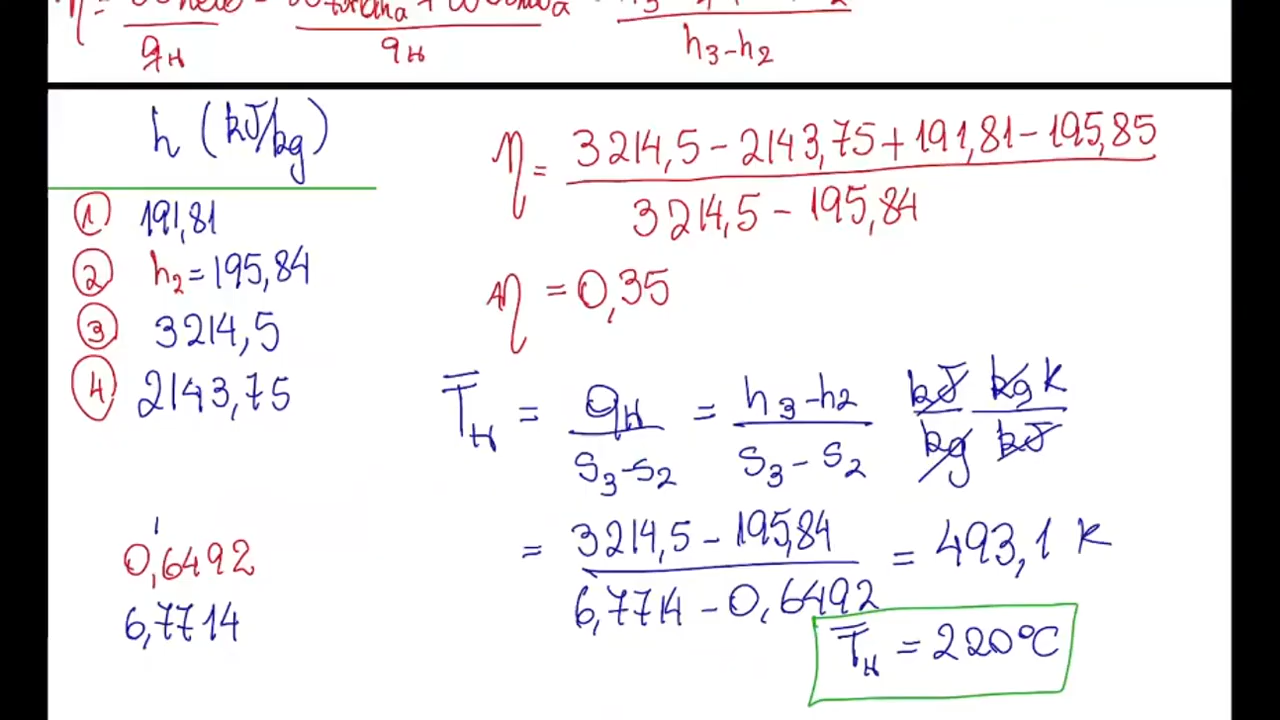 η = / qH = + / qH = / h3-h2
h (kJ/kg)
① 191,81
② h2=195,84
③ 3214,5
④ 2143,75
0,6492
6,7714
η = 3214,5 - 2143,75 + 191,81 - 195,85 / 3214,5 - 195,84
η = 0,35
T̅H = qH / S3-S2 = h3-h2 / S3-S2 kJ/kg kg K/kJ
= 3214,5 - 195,84 / 6,7714 - 0,6492 = 493,1 K
T̅H = 220°C